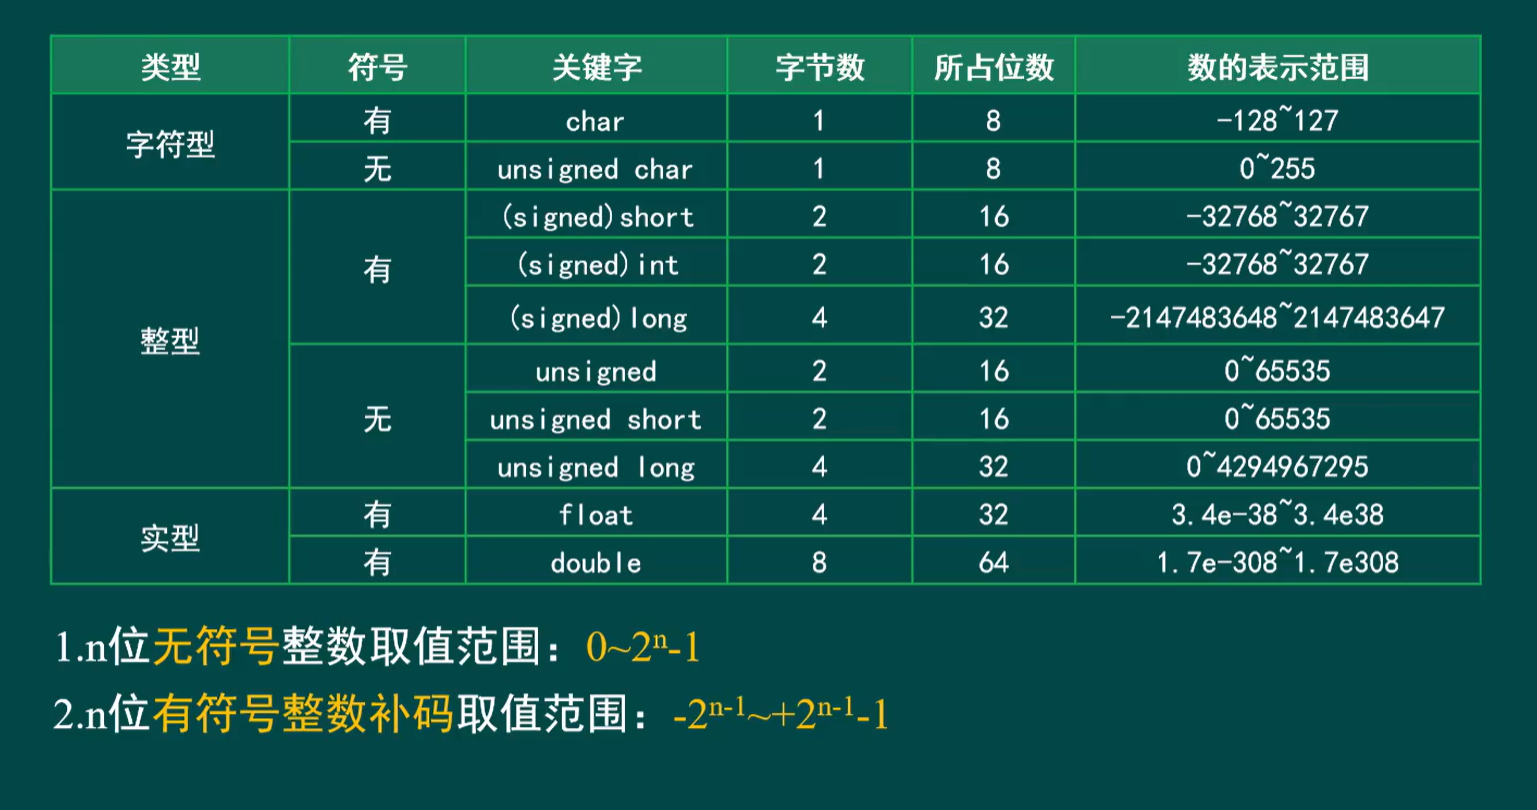 类型 符号 关键字 字节数 所占位数 数的表示范围
字符型 有 char 1 8 -128~127
无 unsigned char 1 8 0~255
整型 有 (signed)short 2 16 -32768~32767
(signed)int 2 16 -32768~32767
(signed)long 4 32 -2147483648~2147483647
无 unsigned 2 16 0~65535
unsigned short 2 16 0~65535
unsigned long 4 32 0~4294967295
实型 有 float 4 32 3.4e-38~3.4e38
有 double 8 64 1.7e-308~1.7e308
1.n位无符号整数取值范围：0~2ⁿ-1
2.n位有符号整数补码取值范围：-2ⁿ⁻¹~+2ⁿ⁻¹-1